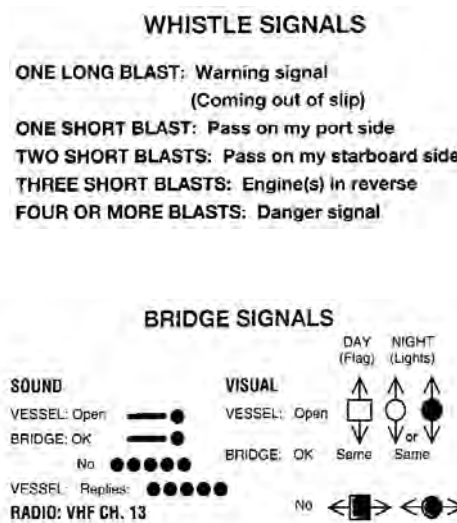 WHISTLE SIGNALS
ONE LONG BLAST: Warning signal
(Coming out of slip)
ONE SHORT BLAST: Pass on my port side
TWO SHORT BLASTS: Pass on my starboard side
THREE SHORT BLASTS: Engine(s) in reverse
FOUR OR MORE BLASTS: Danger signal
BRIDGE SIGNALS
DAY NIGHT
(Flag) (Lights)
SOUND VISUAL
VESSEL: Open VESSEL: Open
BRIDGE: OK or
No BRIDGE: OK Same Same
VESSEL Replies:
RADIO: VHF CH. 13 No